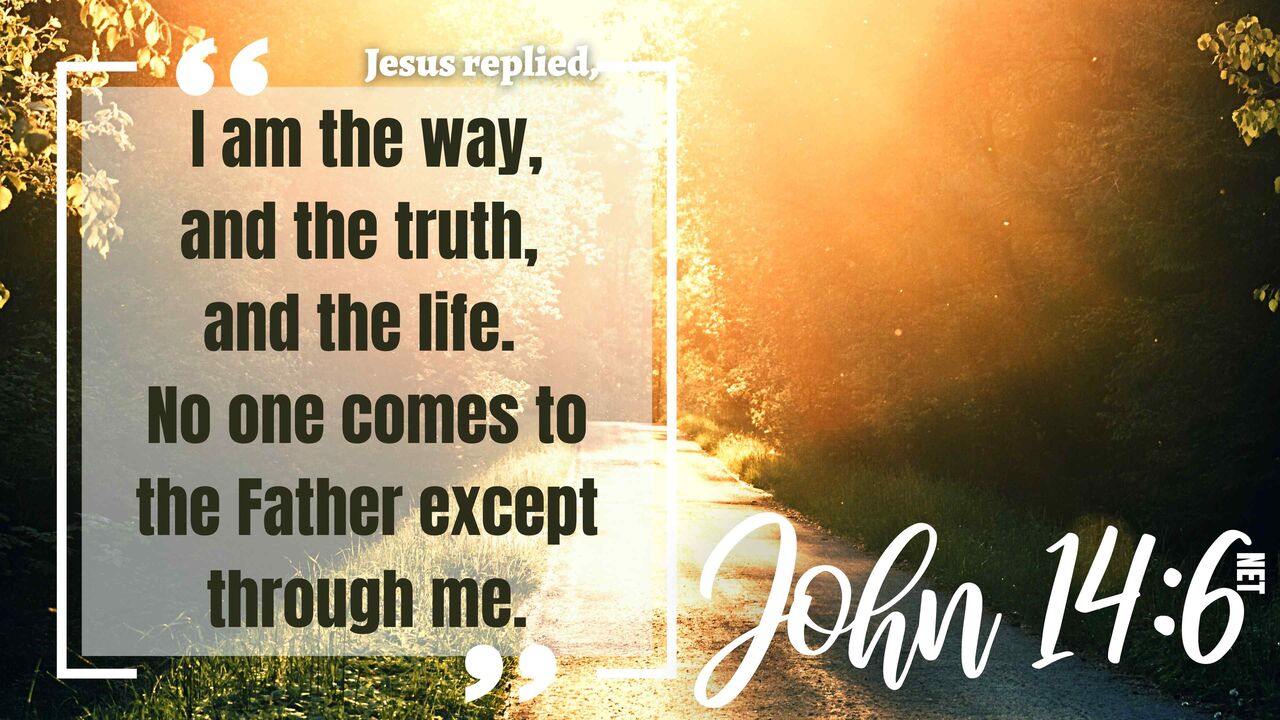 “
Jesus replied,
I am the way,
and the truth,
and the life.
No one comes to
the Father except
through me.
”
John 14:6
NET